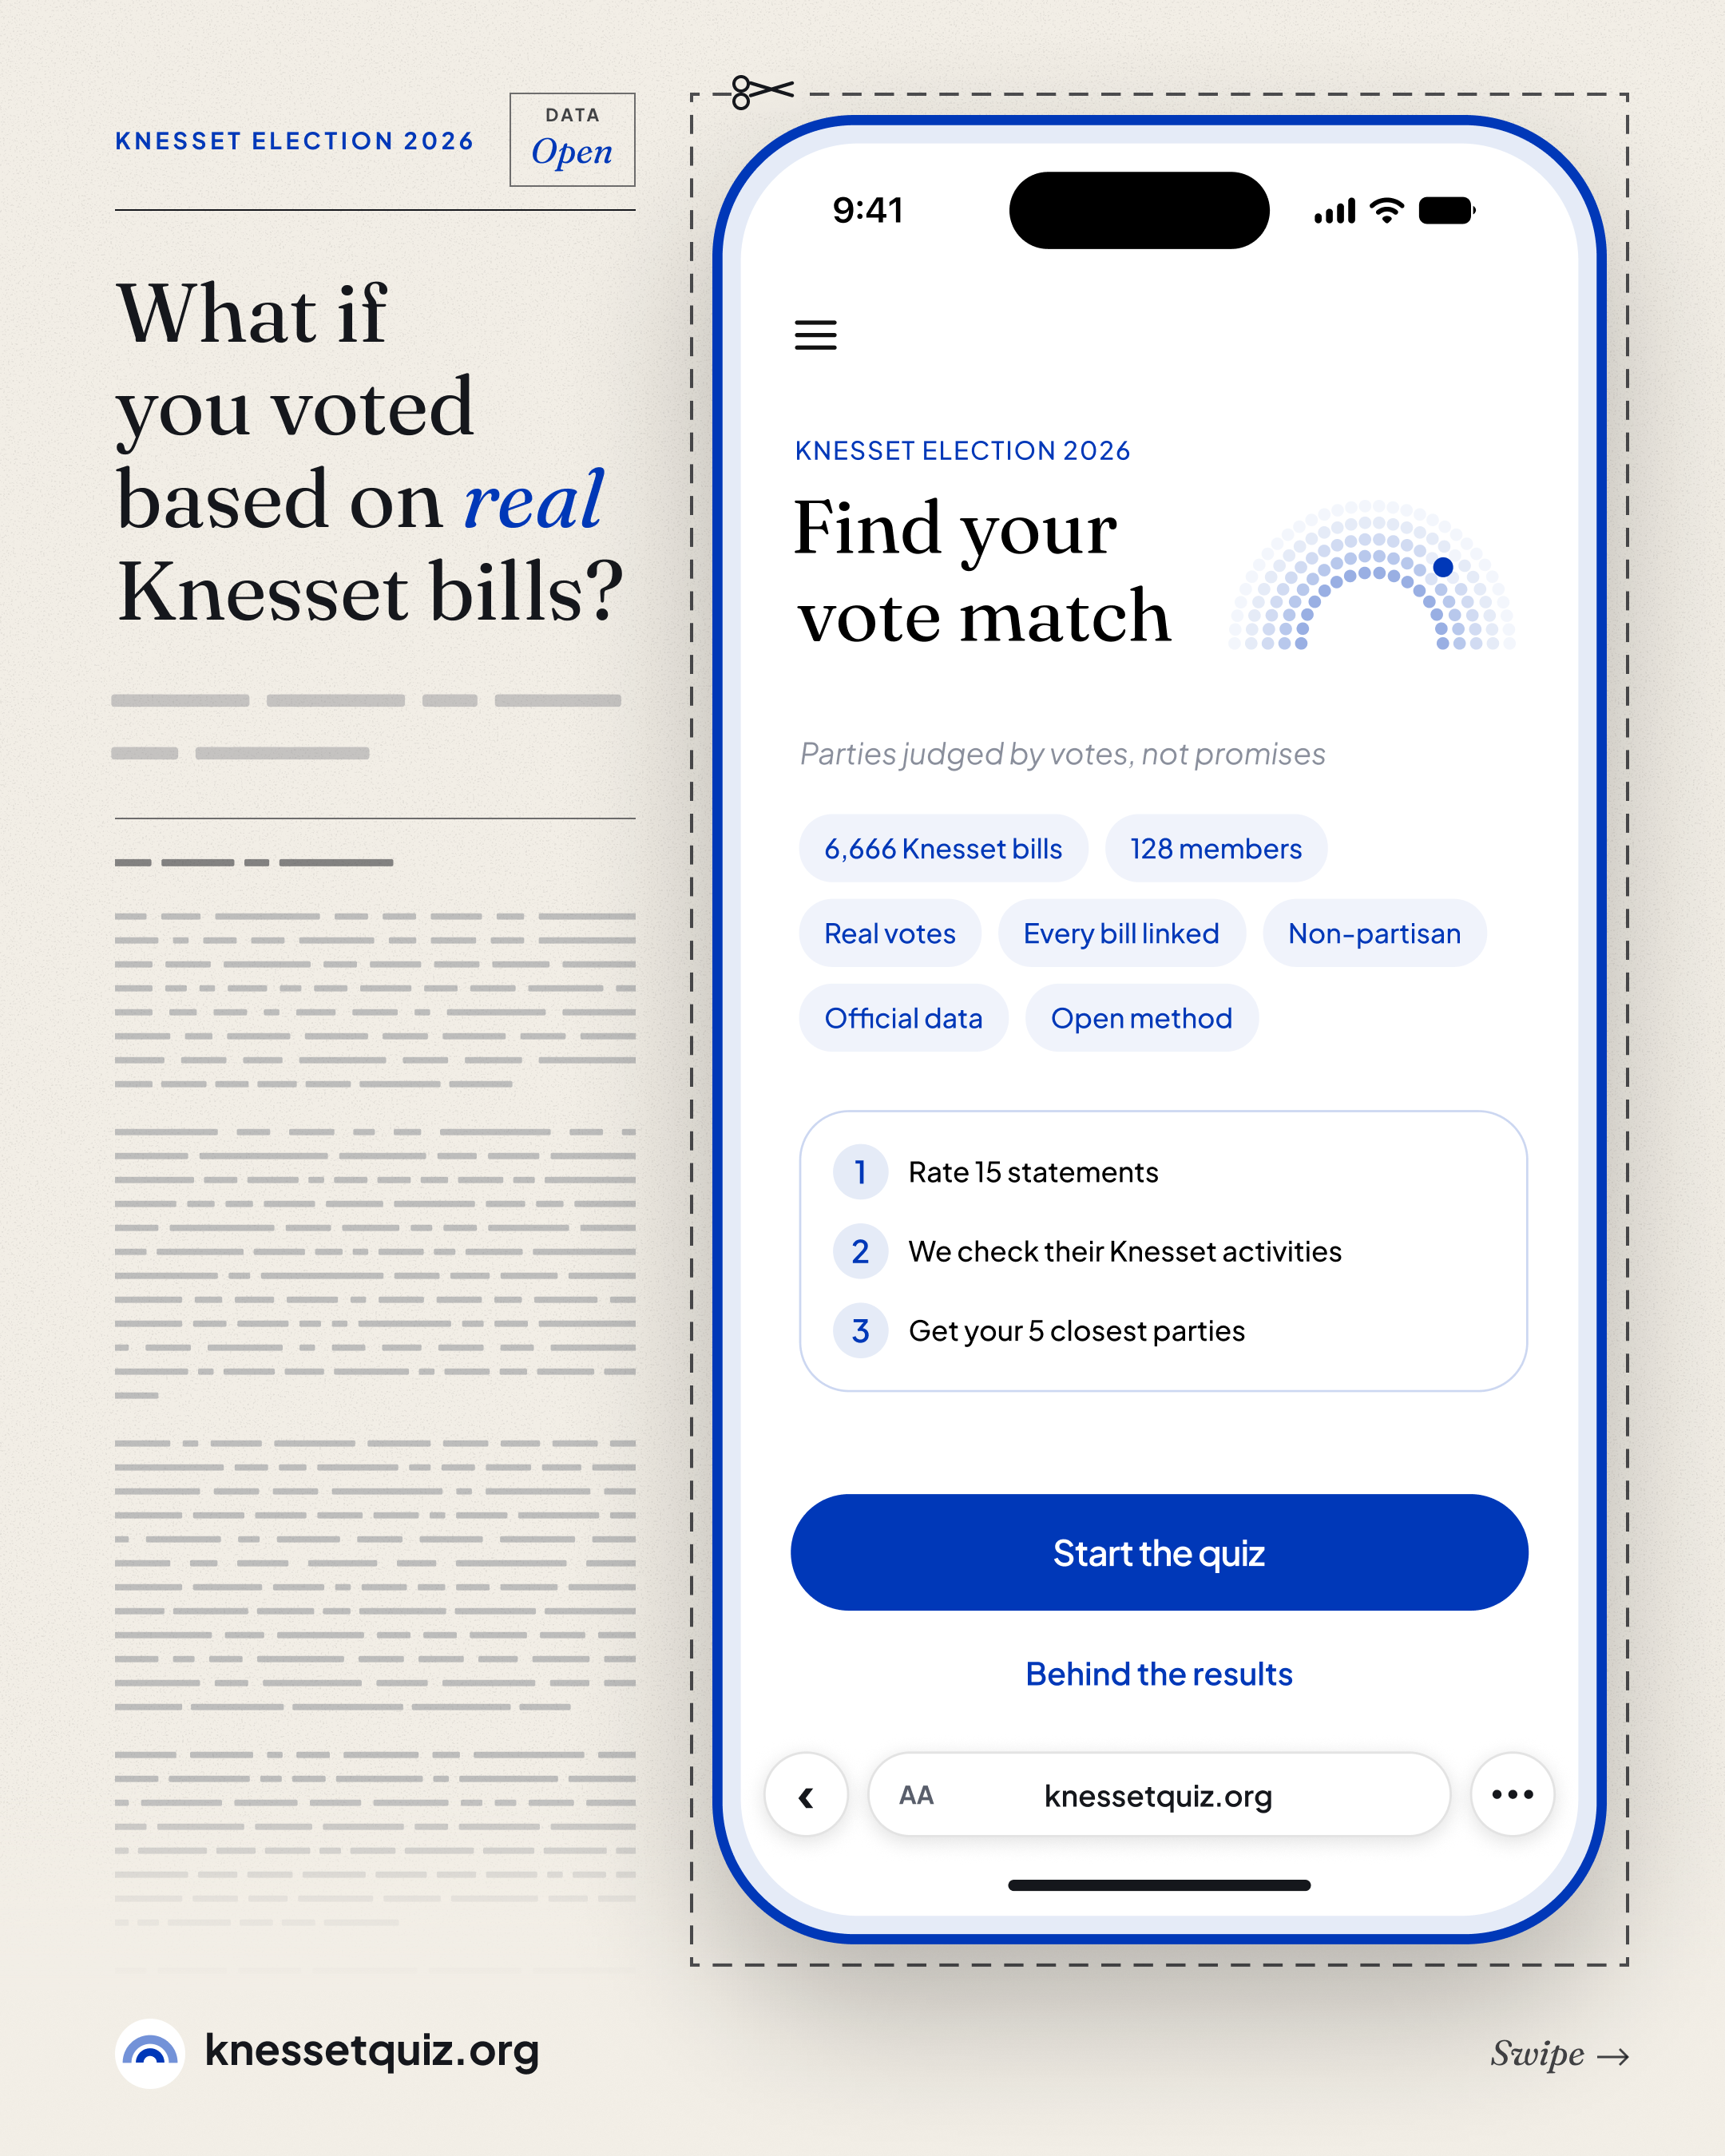 KNESSET ELECTION 2026
DATA
Open
What if
you voted
based on real
Knesset bills?
9:41
KNESSET ELECTION 2026
Find your
vote match
Parties judged by votes, not promises
6,666 Knesset bills
128 members
Real votes
Every bill linked
Non-partisan
Official data
Open method
1 Rate 15 statements
2 We check their Knesset activities
3 Get your 5 closest parties
Start the quiz
Behind the results
‹ AA knessetquiz.org •••
knessetquiz.org
Swipe →